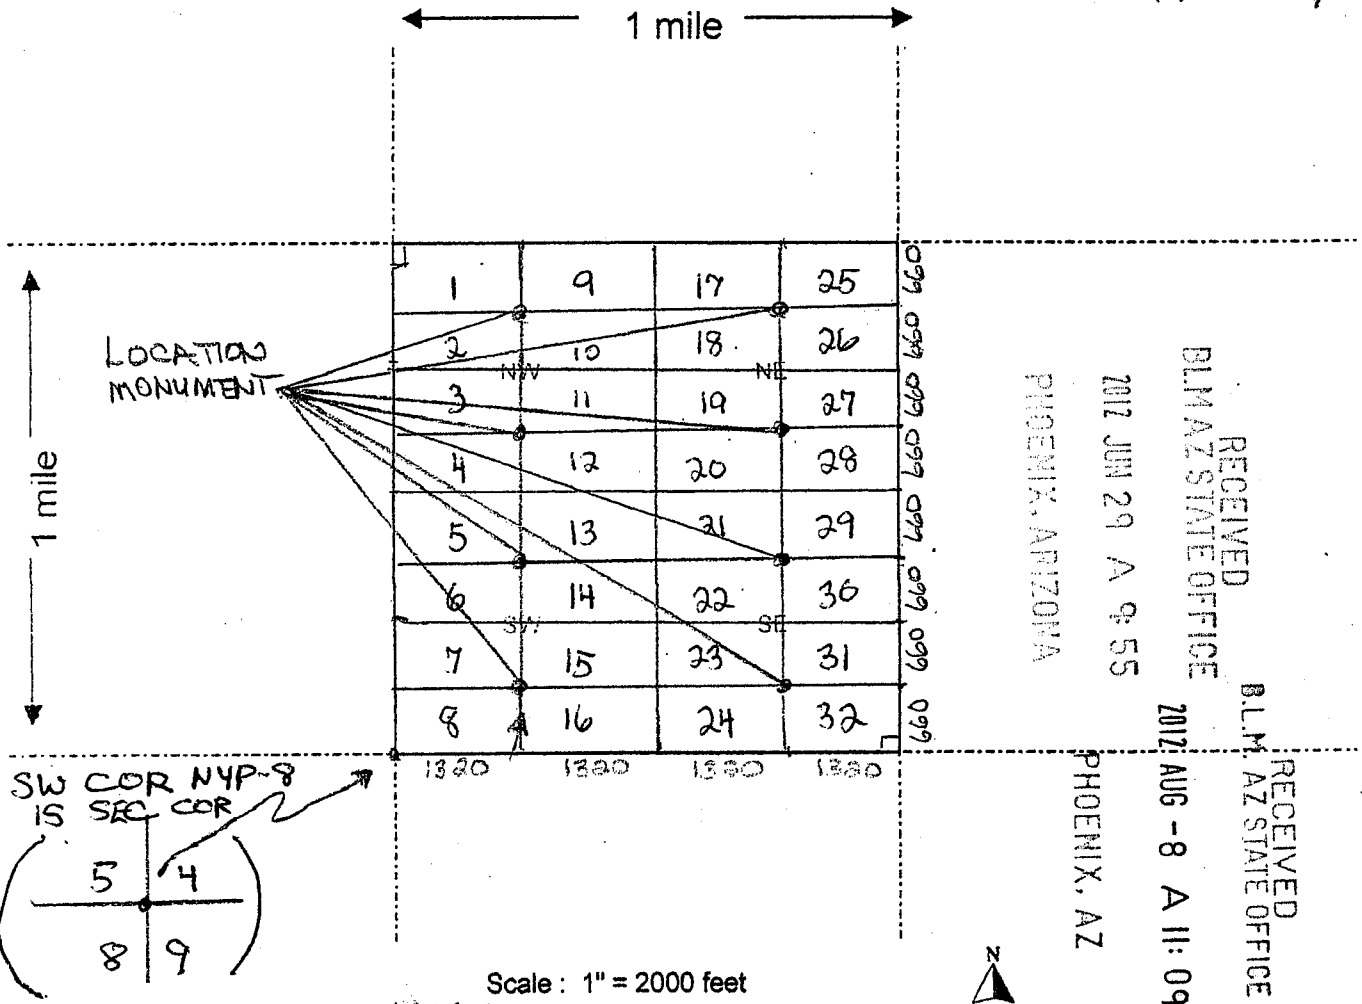 1 mile
1 mile
LOCATION
MONUMENT
1 9 17 25
2 10 18 26
NW NE
3 11 19 27
4 12 20 28
5 13 21 29
6 14 22 30
SW SE
7 15 23 31
8 16 24 32
660
660
660
660
660
660
660
660
1320 1320 1320 1320
SW COR NYP-8
IS SEC COR
5 4
8 9
Scale : 1" = 2000 feet
N
RECEIVED
BLM AZ STATE OFFICE
2012 JUN 29 A 9:55
PHOENIX, ARIZONA
RECEIVED
B.L.M. AZ STATE OFFICE
2012 AUG -8 A 11:09
PHOENIX, AZ